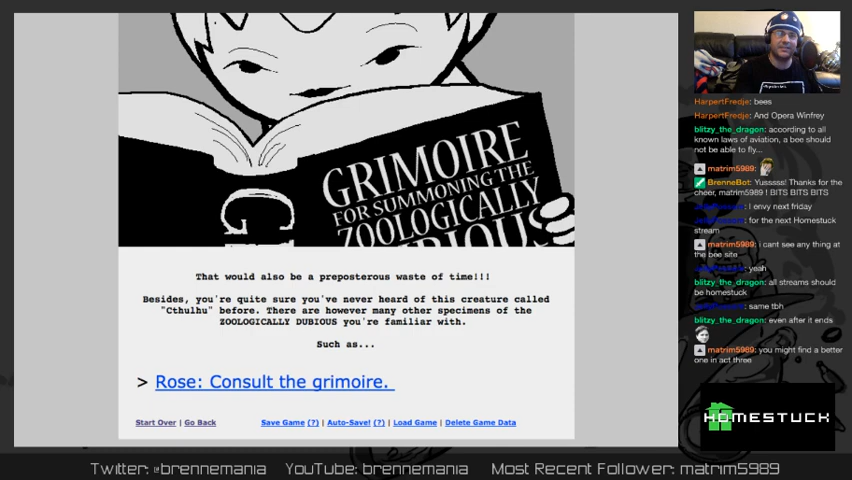 GRIMOIRE
FOR SUMMONING THE
ZOOLOGICALLY
DUBIOUS
That would also be a preposterous waste of time!!!
Besides, you're quite sure you've never heard of this creature called
"Cthulhu" before. There are however many other specimens of the
ZOOLOGICALLY DUBIOUS you're familiar with.
Such as...
> Rose: Consult the grimoire.
Start Over | Go Back
Save Game (?) | Auto-Save! (?) | Load Game | Delete Game Data
HarpertFredje: bees
HarpertFredje: And Opera Winfrey
blitzy_the_dragon: according to all
known laws of aviation, a bee should
not be able to fly...
matrim5989:
BrenneBot: Yusssss! Thanks for the
cheer, matrim5989 ! BITS BITS BITS
: I envy next friday
: for the next Homestuck
stream
matrim5989: i cant see any thing at
the bee site
: yeah
blitzy_the_dragon: all streams should
be homestuck
: same tbh
blitzy_the_dragon: even after it ends
matrim5989: you might find a better
one in act three
HOMESTUCK
Twitter: @brennemania YouTube: brennemania Most Recent Follower: matrim5989